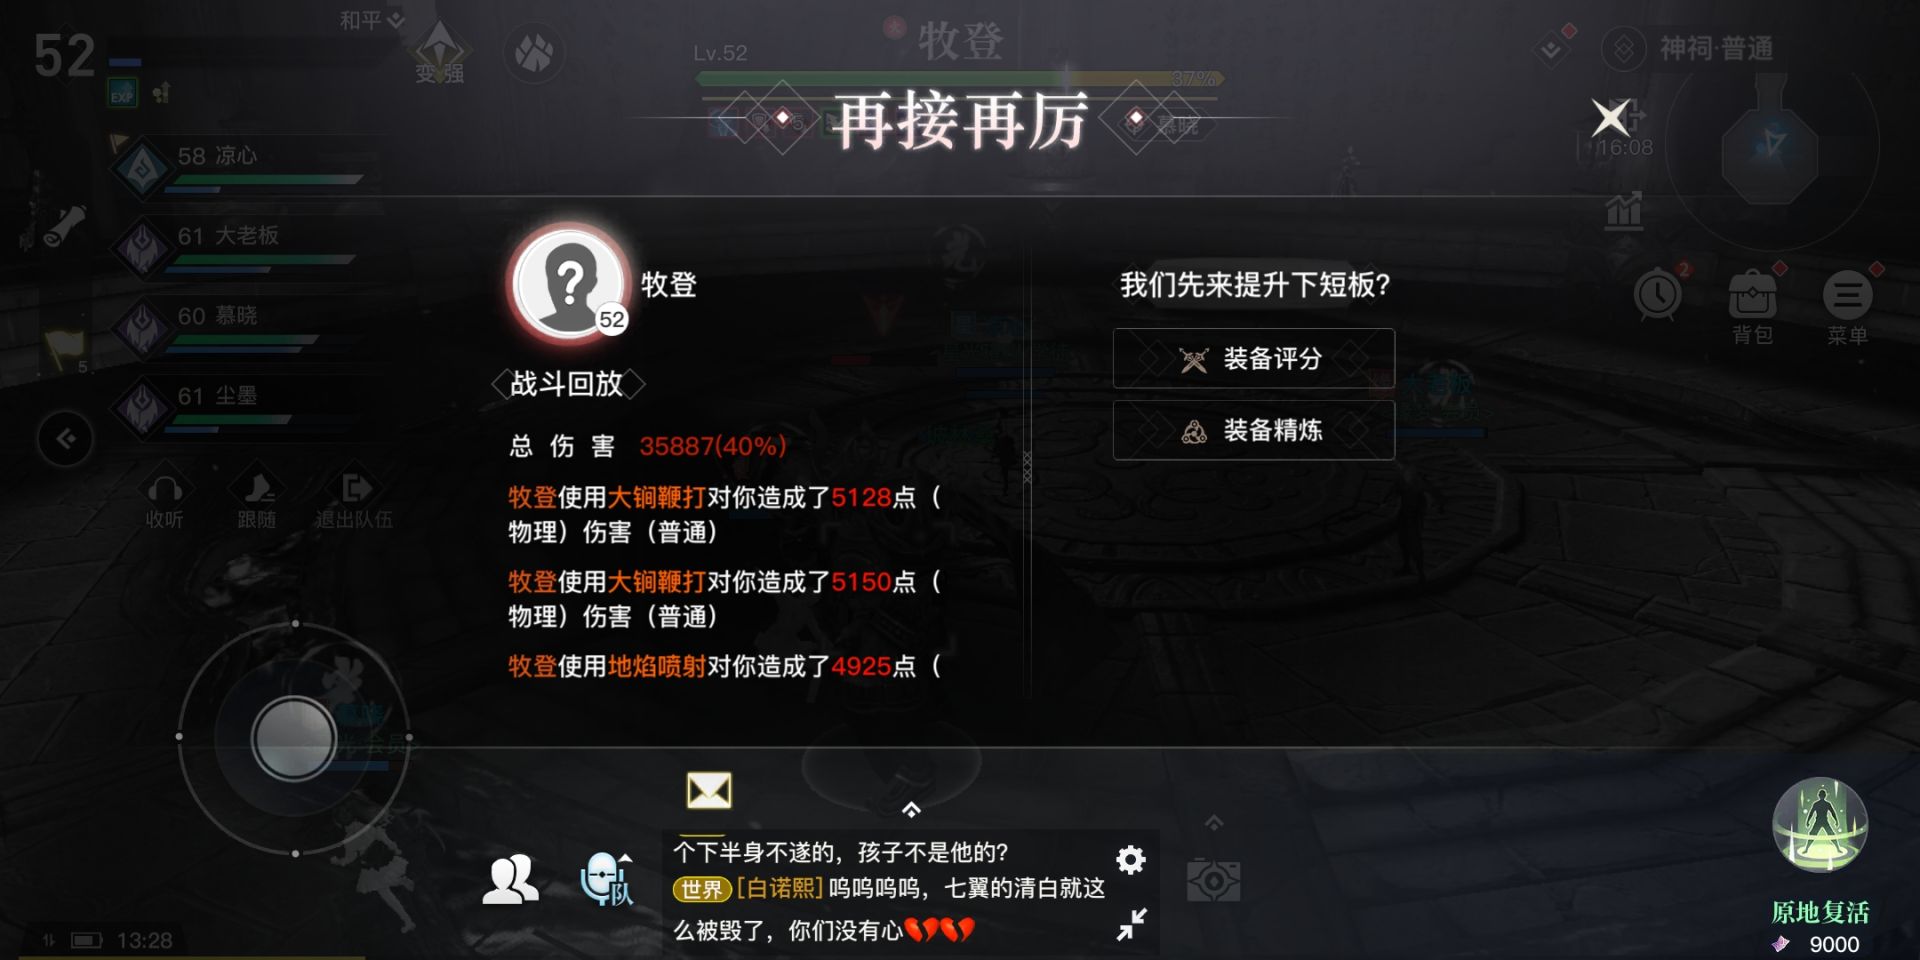 和平
52
变强
EXP
Lv.52
牧登
37%
神祠·普通
再接再厉
慕晓
16:08
58 凉心
61 大老板
60 慕晓
61 尘墨
5
收听
跟随
退出队伍
牧登
52
战斗回放
总伤害 35887(40%)
牧登使用大锏鞭打对你造成了5128点（
物理）伤害（普通）
牧登使用大锏鞭打对你造成了5150点（
物理）伤害（普通）
牧登使用地焰喷射对你造成了4925点（
我们先来提升下短板?
装备评分
装备精炼
2
背包
菜单
大老板
队
个下半身不遂的，孩子不是他的?
世界 [白诺熙] 呜呜呜呜，七翼的清白就这
么被毁了，你们没有心💔💔
原地复活
9000
13:28